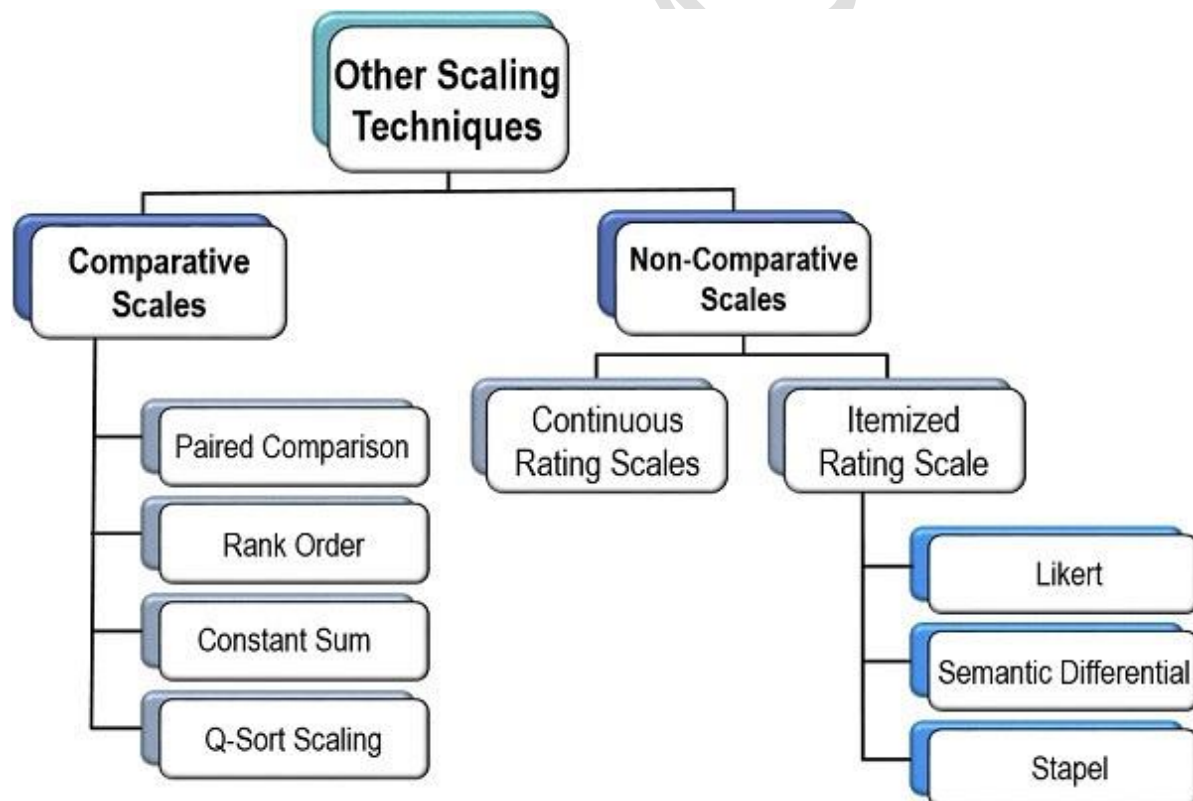 Other Scaling
Techniques
Comparative
Scales
Non-Comparative
Scales
Paired Comparison
Rank Order
Constant Sum
Q-Sort Scaling
Continuous
Rating Scales
Itemized
Rating Scale
Likert
Semantic Differential
Stapel